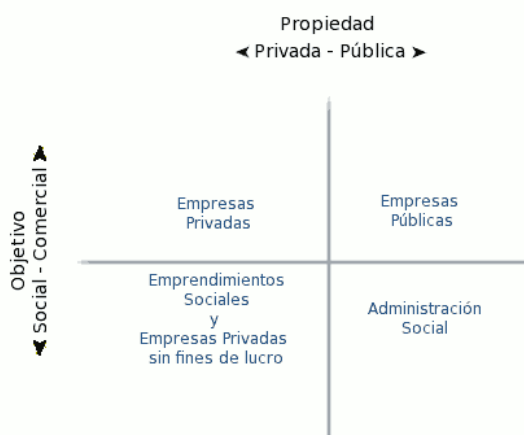 Propiedad
◄ Privada - Pública ►
Objetivo
◄ Social - Comercial ►
Empresas
Privadas
Empresas
Públicas
Emprendimientos
Sociales
y
Empresas Privadas
sin fines de lucro
Administración
Social